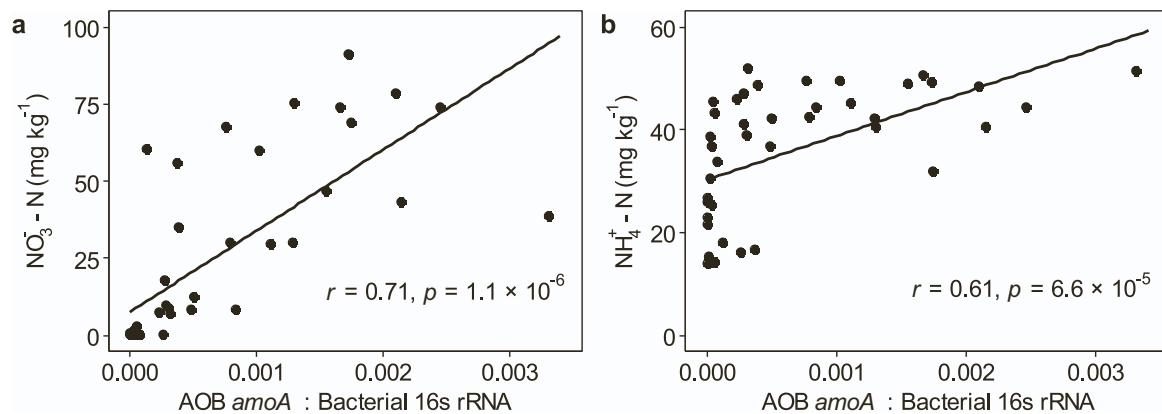 a
NO₃⁻ - N (mg kg⁻¹)
100
75
50
25
0
r = 0.71, p = 1.1 × 10⁻⁶
0.000 0.001 0.002 0.003
AOB amoA : Bacterial 16s rRNA
b
NH₄⁺ - N (mg kg⁻¹)
60
40
20
0
r = 0.61, p = 6.6 × 10⁻⁵
0.000 0.001 0.002 0.003
AOB amoA : Bacterial 16s rRNA